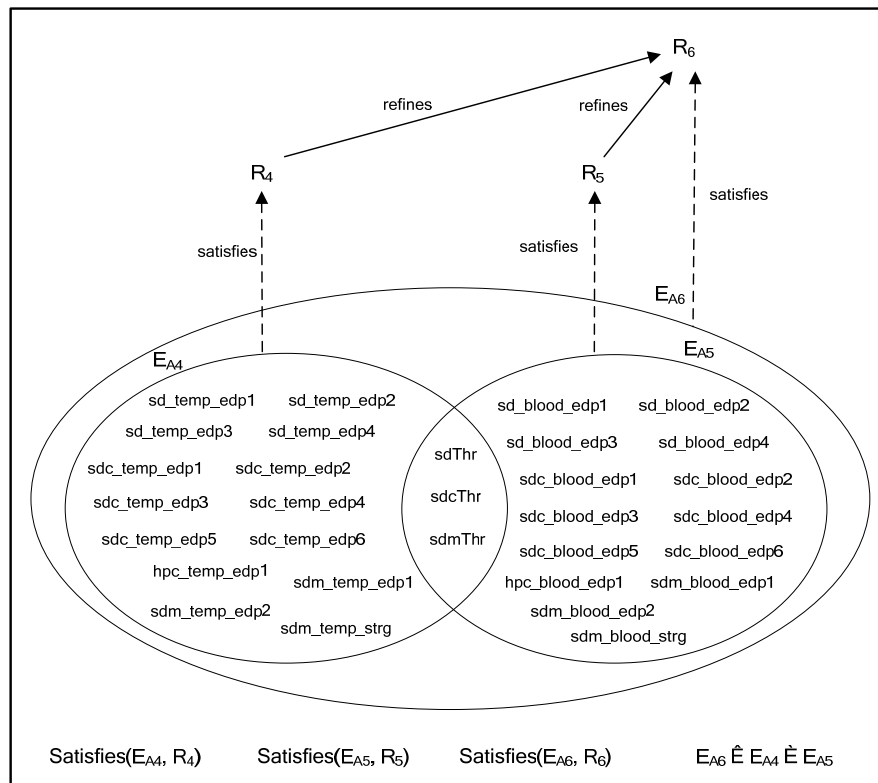 R6
refines
refines
R4
R5
satisfies
satisfies
satisfies
EA6
EA4
EA5
sd_temp_edp1 sd_temp_edp2
sd_temp_edp3 sd_temp_edp4
sdc_temp_edp1 sdc_temp_edp2
sdc_temp_edp3 sdc_temp_edp4
sdc_temp_edp5 sdc_temp_edp6
hpc_temp_edp1
sdm_temp_edp1
sdm_temp_edp2
sdm_temp_strg
sdThr
sdcThr
sdmThr
sd_blood_edp1 sd_blood_edp2
sd_blood_edp3 sd_blood_edp4
sdc_blood_edp1 sdc_blood_edp2
sdc_blood_edp3 sdc_blood_edp4
sdc_blood_edp5 sdc_blood_edp6
hpc_blood_edp1 sdm_blood_edp1
sdm_blood_edp2
sdm_blood_strg
Satisfies(EA4, R4) Satisfies(EA5, R5) Satisfies(EA6, R6) EA6 Ê EA4 È EA5